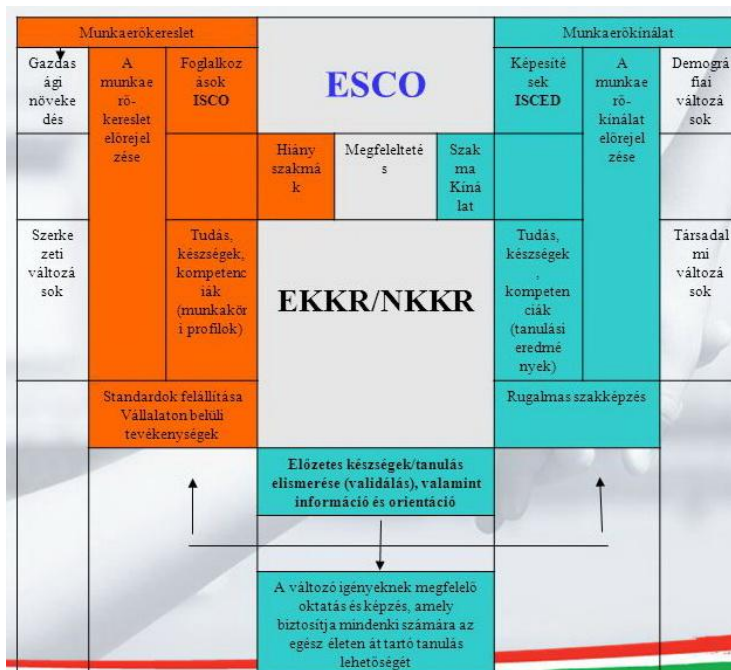 Munkaerőkereslet
Munkaerőkínálat
Gazdas
ági
növeke
dés
A
munkae
rő-
kereslet
előrejel
zése
Foglalkoz
ások
ISCO
ESCO
Képesíté
sek
ISCED
A
munkae
rő-
kínálat
előrejel
zése
Demográ
fiai
változá
sok
Hiány
szakmá
k
Megfelelteté
s
Szak
ma
Kíná
lat
Szerke
zeti
változá
sok
Tudás,
készségek,
kompetenc
iák
(munkakör
i profilok)
EKKR/NKKR
Tudás,
készségek
,
kompeten
ciák
(tanulási
eredmé
nyek)
Társadal
mi
változá
sok
Standardok felállítása
Vállalaton belüli
tevékenységek
Rugalmas szakképzés
Előzetes készségek/tanulás
elismerése (validálás), valamint
információ és orientáció
A változó igényeknek megfelelő
oktatás és képzés, amely
biztosítja mindenki számára az
egész életen át tartó tanulás
lehetőségét